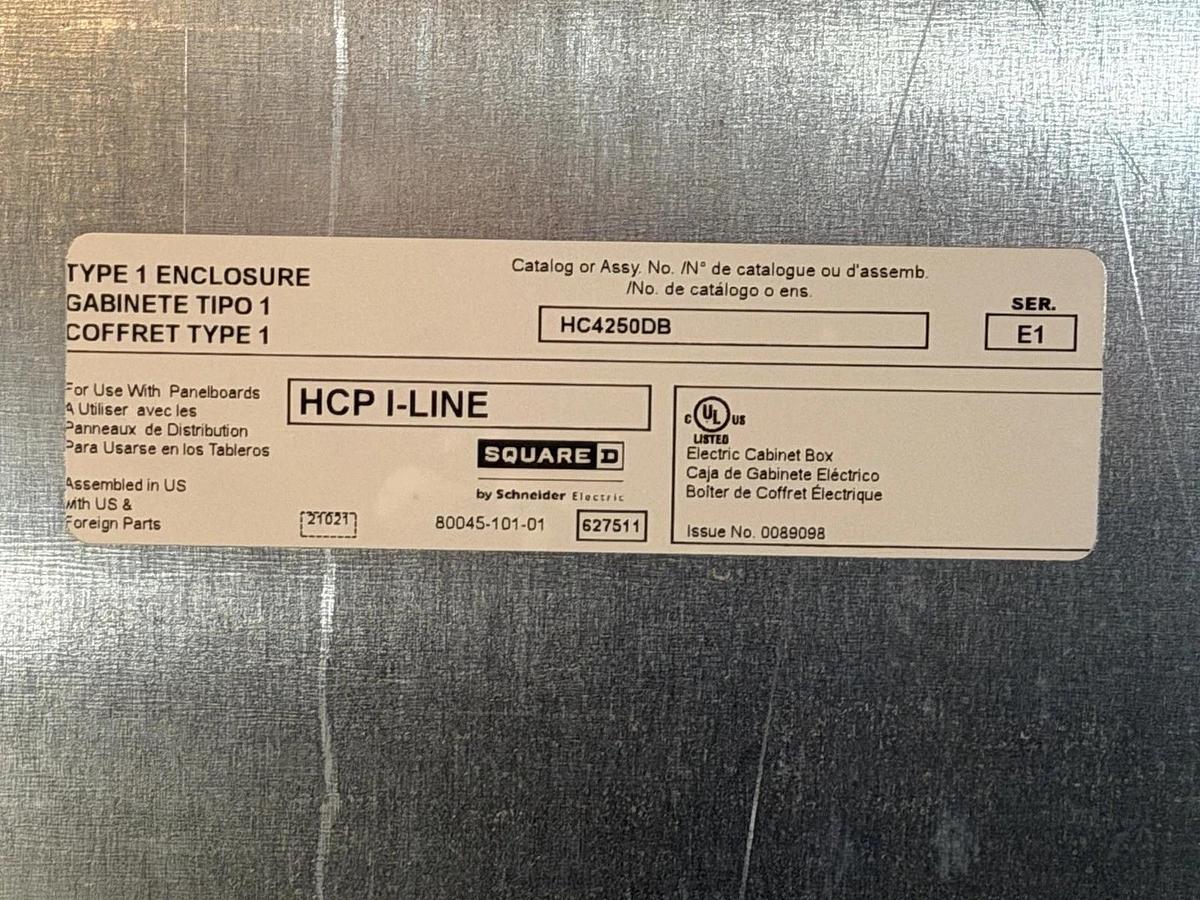 TYPE 1 ENCLOSURE
GABINETE TIPO 1
COFFRET TYPE 1
Catalog or Assy. No. /N° de catalogue ou d'assemb.
/No. de catálogo o ens.
HC4250DB
SER.
E1
For Use With Panelboards
A Utiliser avec les
Panneaux de Distribution
Para Usarse en los Tableros
HCP I-LINE
SQUARE D
by Schneider Electric
Assembled in US
with US &
Foreign Parts
21021
80045-101-01
627511
C UL US
LISTED
Electric Cabinet Box
Caja de Gabinete Eléctrico
Boîter de Coffret Électrique
Issue No. 0089098